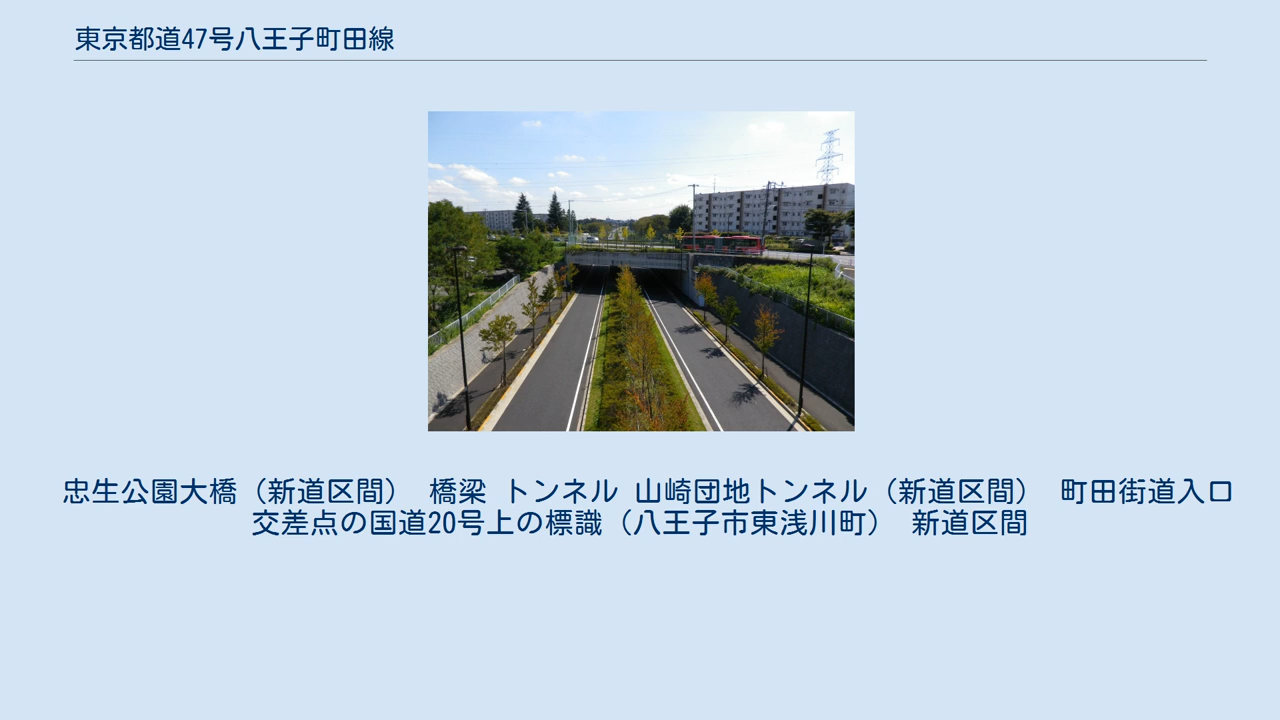 東京都道47号八王子町田線
忠生公園大橋（新道区間） 橋梁 トンネル 山崎団地トンネル（新道区間） 町田街道入口
交差点の国道20号上の標識（八王子市東浅川町） 新道区間